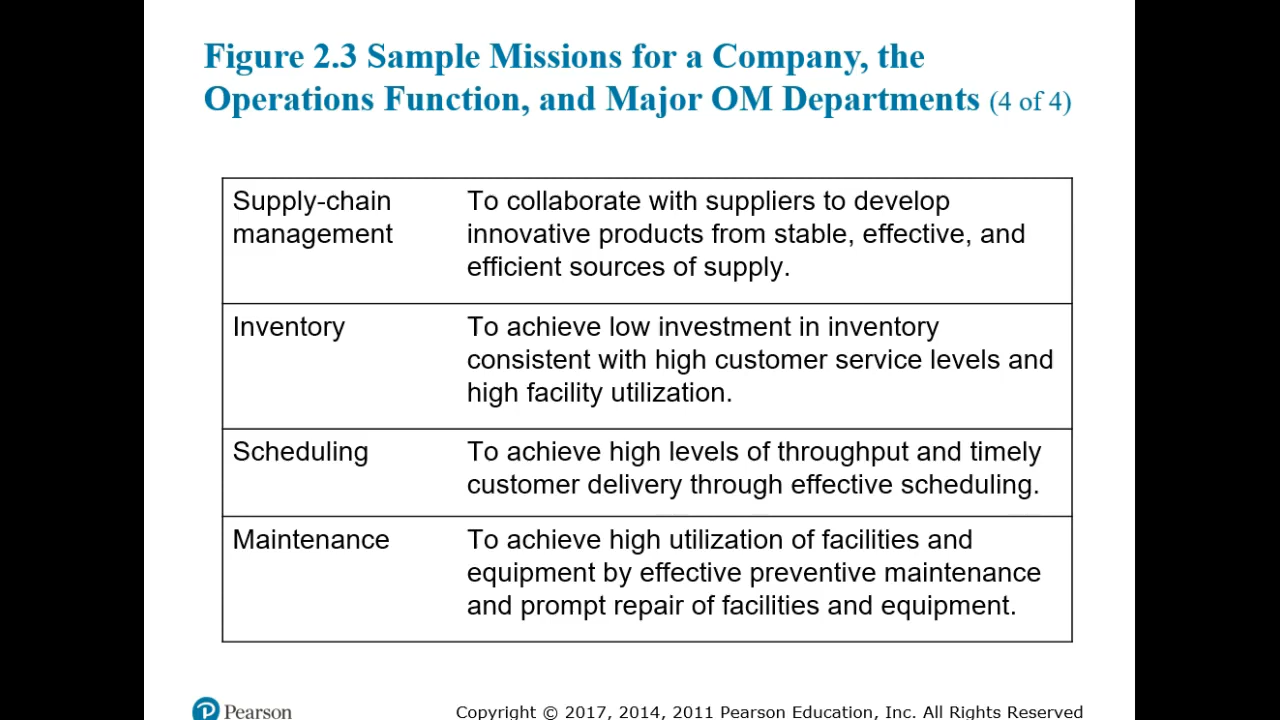 Figure 2.3 Sample Missions for a Company, the
Operations Function, and Major OM Departments (4 of 4)
Supply-chain
management
To collaborate with suppliers to develop
innovative products from stable, effective, and
efficient sources of supply.
Inventory
To achieve low investment in inventory
consistent with high customer service levels and
high facility utilization.
Scheduling
To achieve high levels of throughput and timely
customer delivery through effective scheduling.
Maintenance
To achieve high utilization of facilities and
equipment by effective preventive maintenance
and prompt repair of facilities and equipment.
P Pearson
Copyright © 2017, 2014, 2011 Pearson Education, Inc. All Rights Reserved